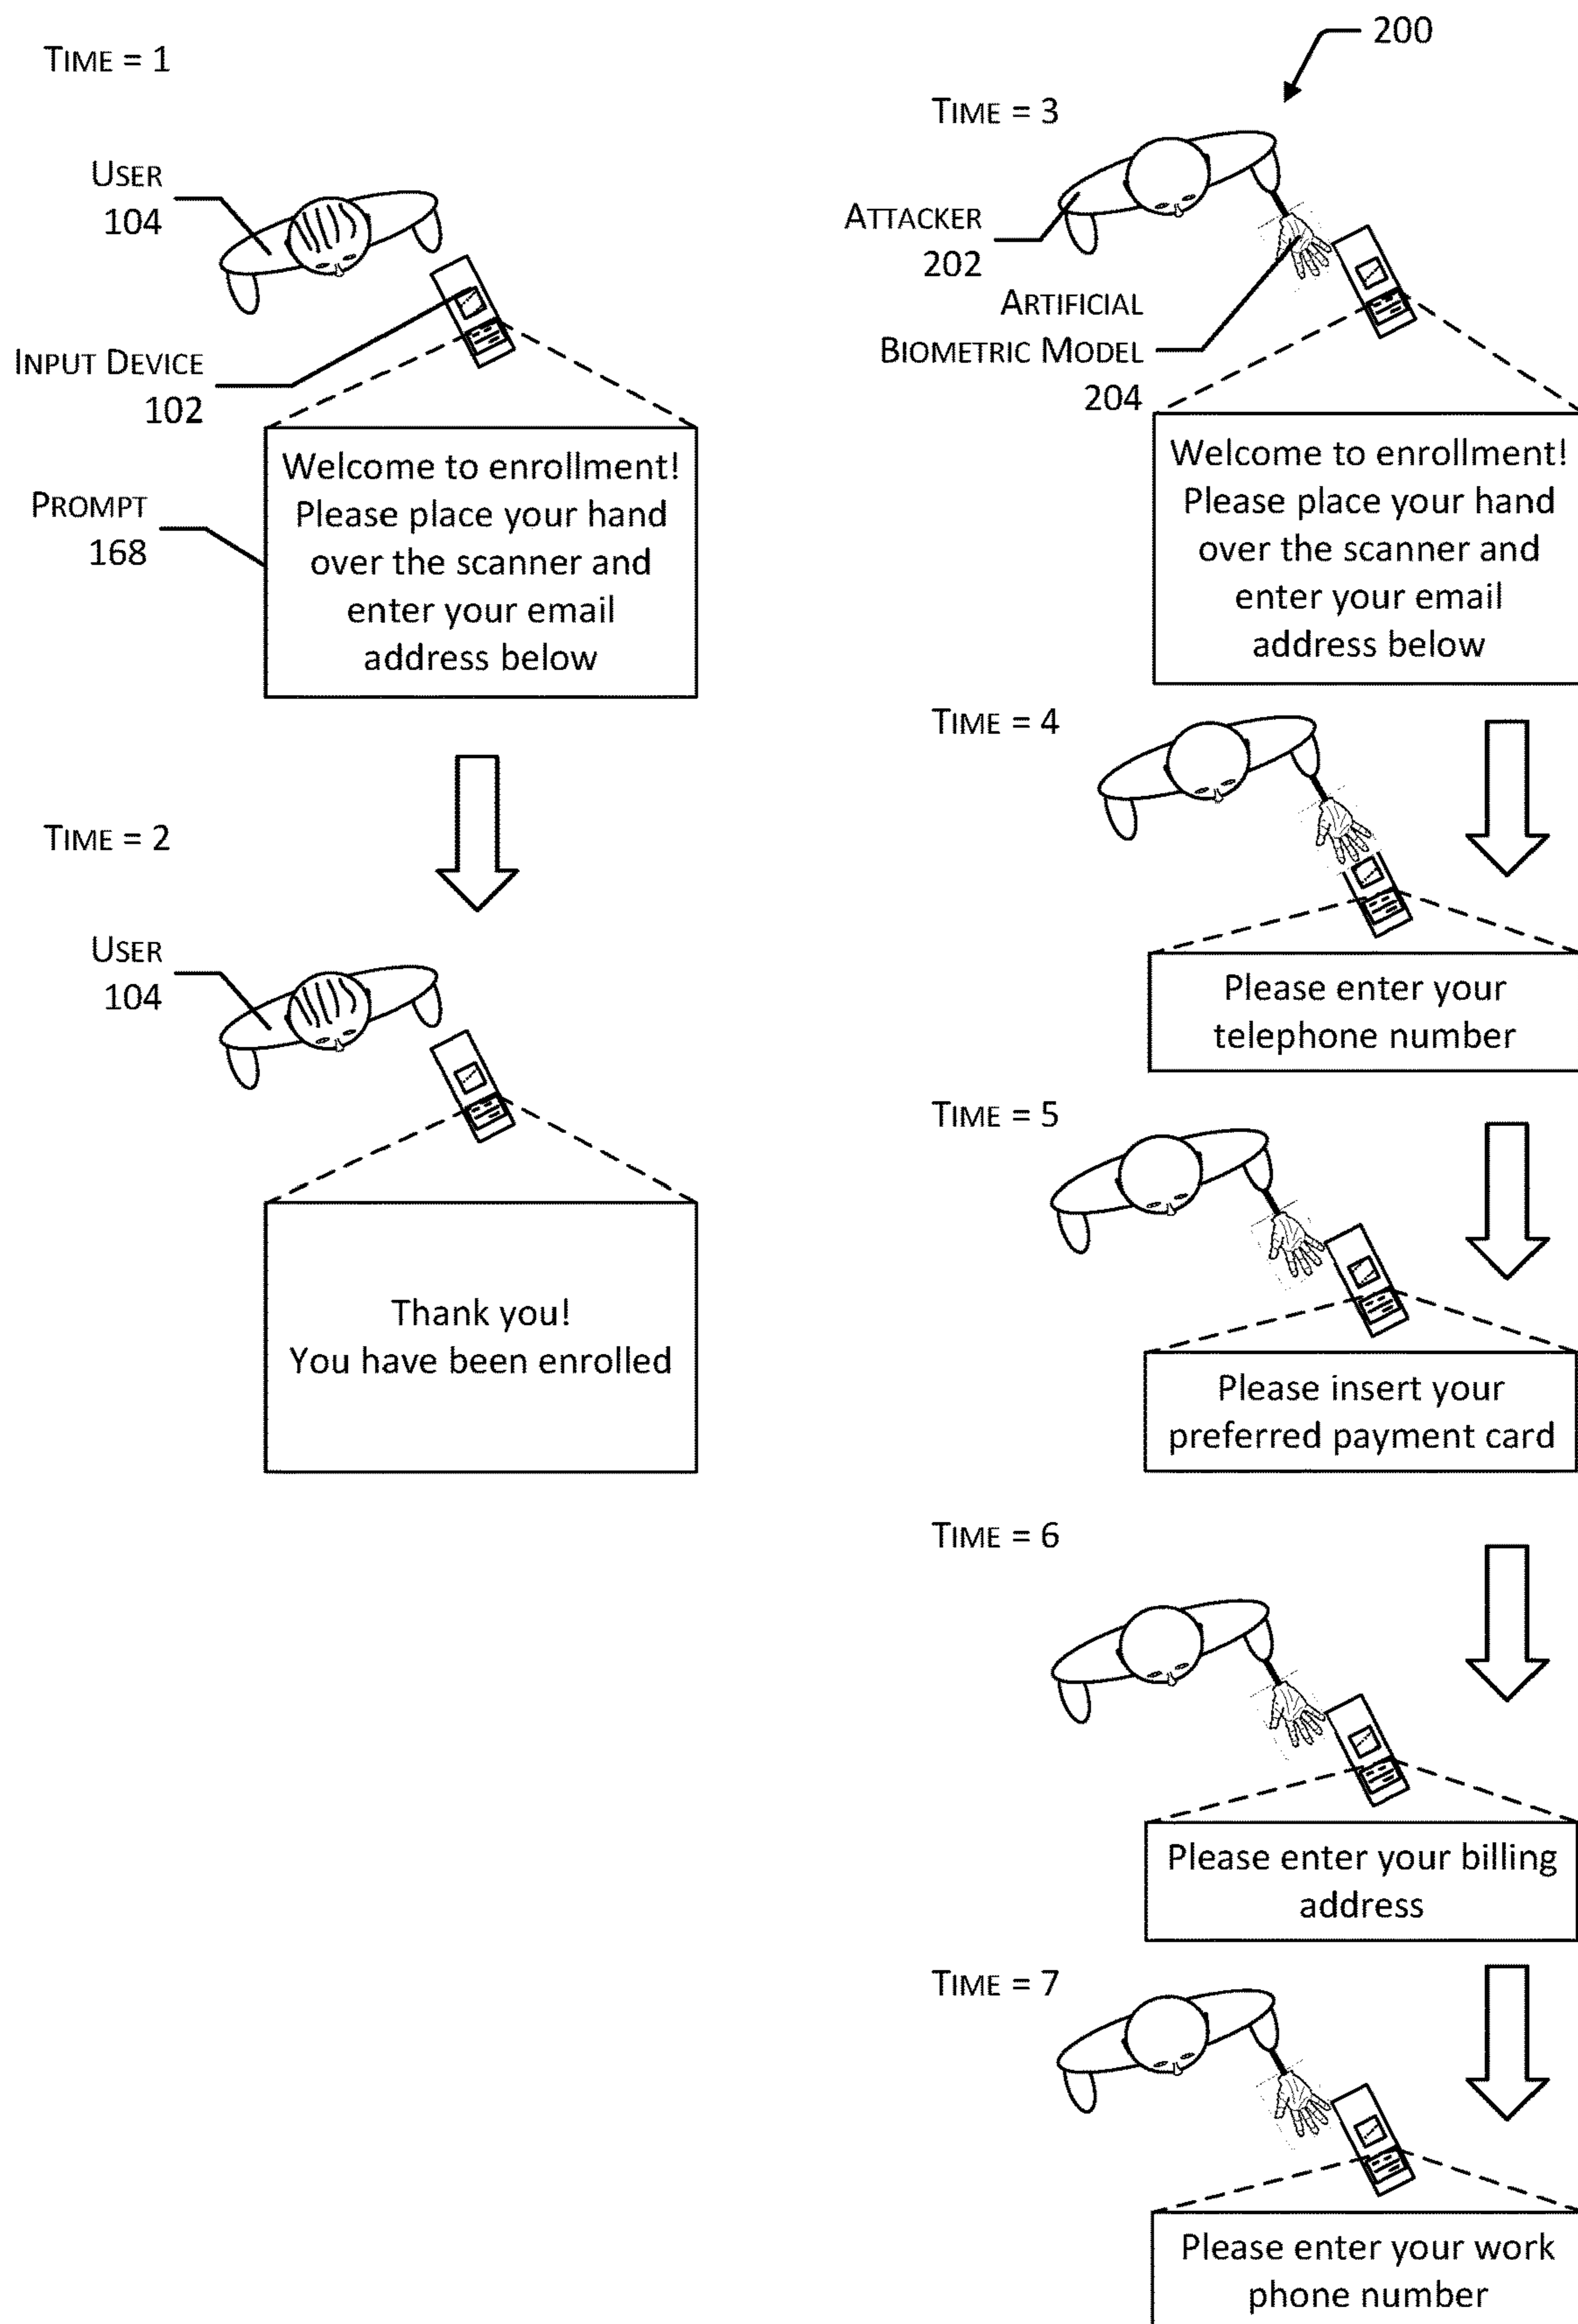 TIME = 1
USER
104
INPUT DEVICE
102
PROMPT
168
Welcome to enrollment!
Please place your hand
over the scanner and
enter your email
address below
TIME = 2
USER
104
Thank you!
You have been enrolled
200
TIME = 3
ATTACKER
202
ARTIFICIAL
BIOMETRIC MODEL
204
Welcome to enrollment!
Please place your hand
over the scanner and
enter your email
address below
TIME = 4
Please enter your
telephone number
TIME = 5
Please insert your
preferred payment card
TIME = 6
Please enter your billing
address
TIME = 7
Please enter your work
phone number